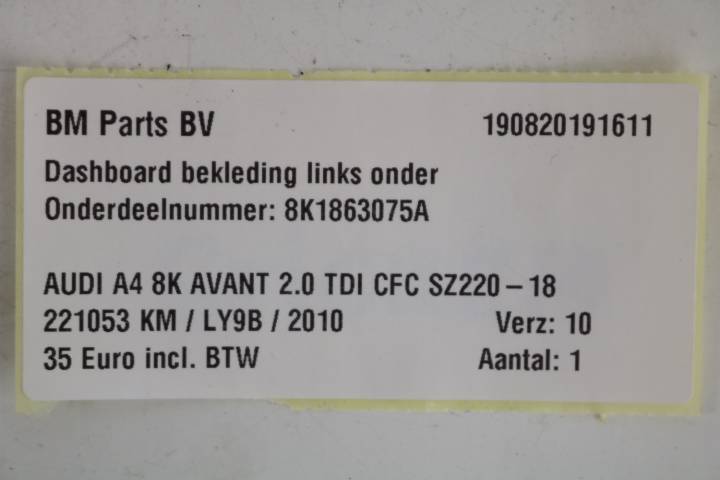 BM Parts BV 190820191611
Dashboard bekleding links onder
Onderdeelnummer: 8K1863075A
AUDI A4 8K AVANT 2.0 TDI CFC SZ220 – 18
221053 KM / LY9B / 2010 Verz: 10
35 Euro incl. BTW Aantal: 1